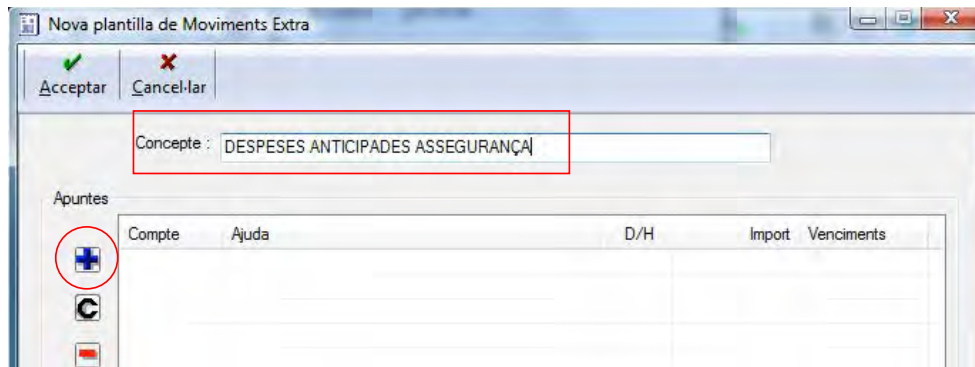 Nova plantilla de Moviments Extra
Acceptar Cancel·lar
Concepte : DESPESES ANTICIPADES ASSEGURANÇA
Apuntes
Compte Ajuda D/H Import Venciments
C